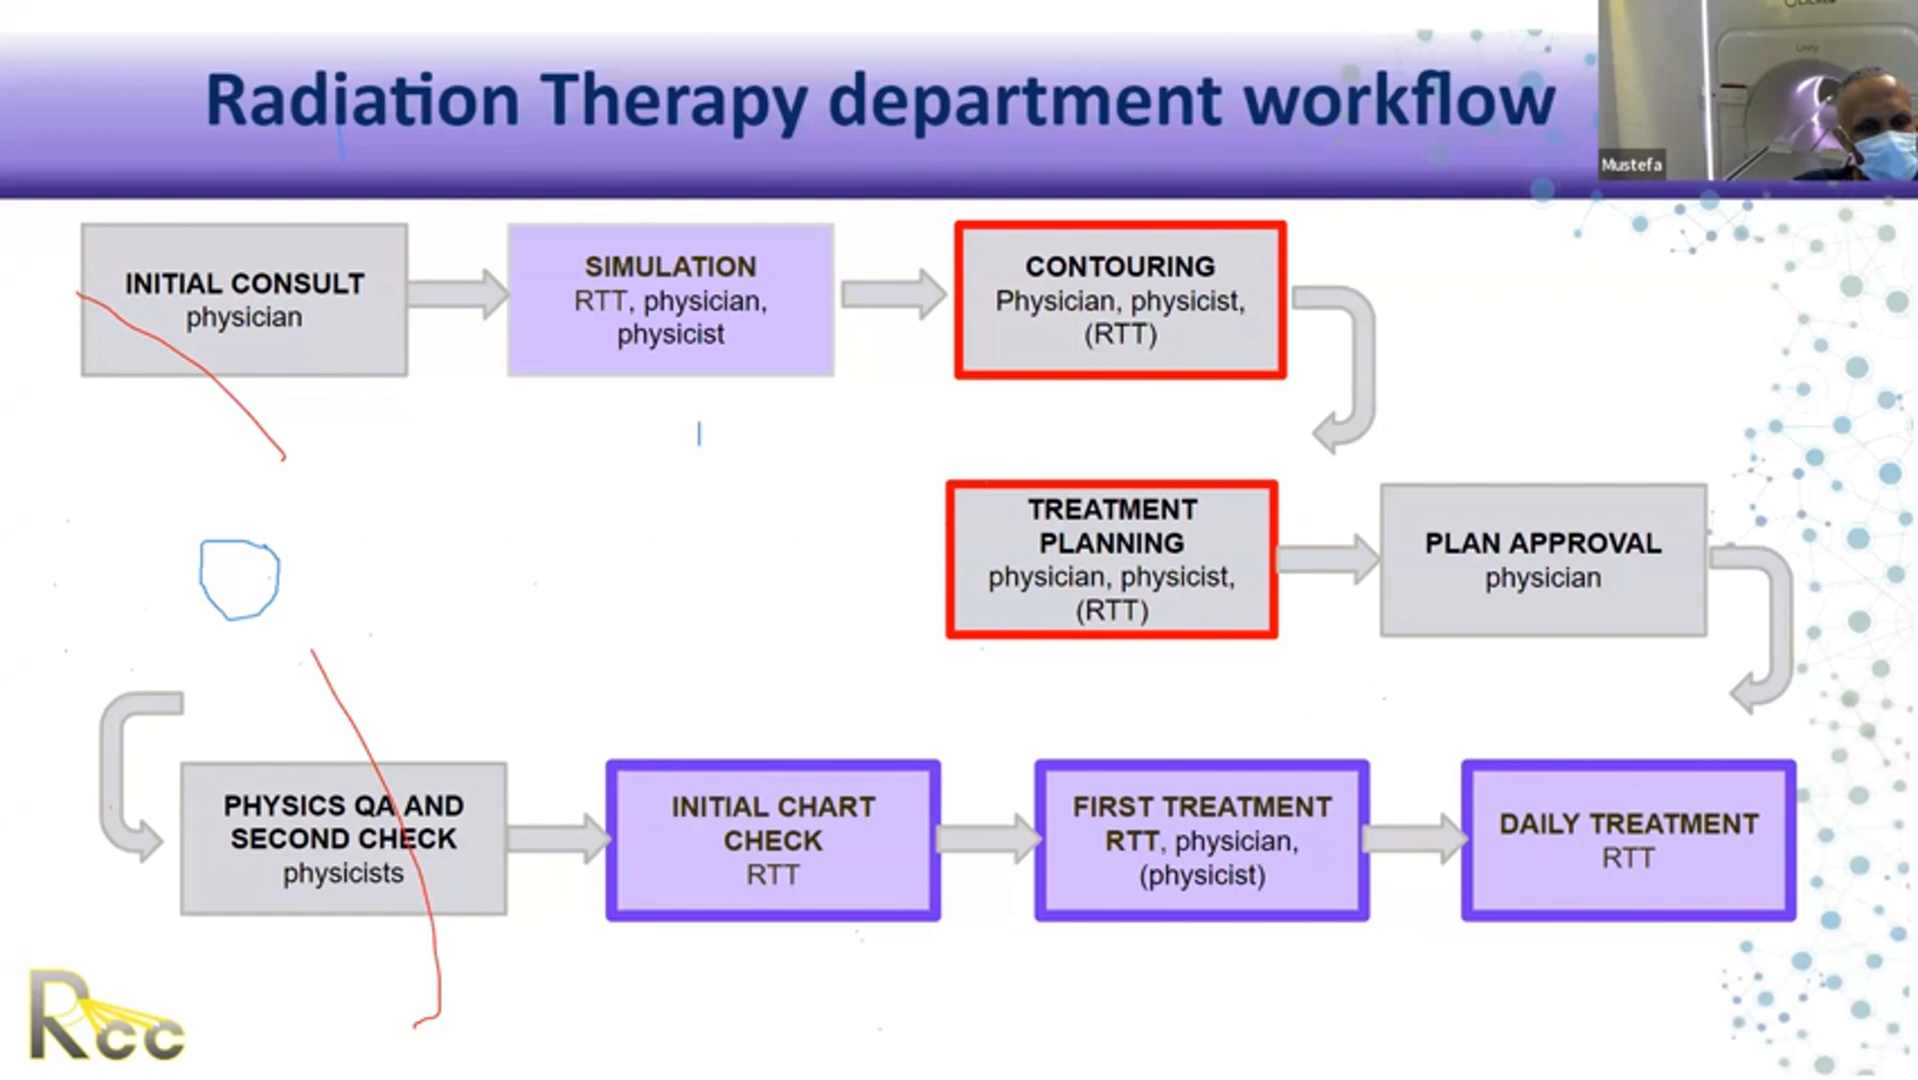 Radiation Therapy department workflow
Unity
Mustefa
INITIAL CONSULT
physician
SIMULATION
RTT, physician,
physicist
CONTOURING
Physician, physicist,
(RTT)
TREATMENT
PLANNING
physician, physicist,
(RTT)
PLAN APPROVAL
physician
PHYSICS QA AND
SECOND CHECK
physicists
INITIAL CHART
CHECK
RTT
FIRST TREATMENT
RTT, physician,
(physicist)
DAILY TREATMENT
RTT
Rcc